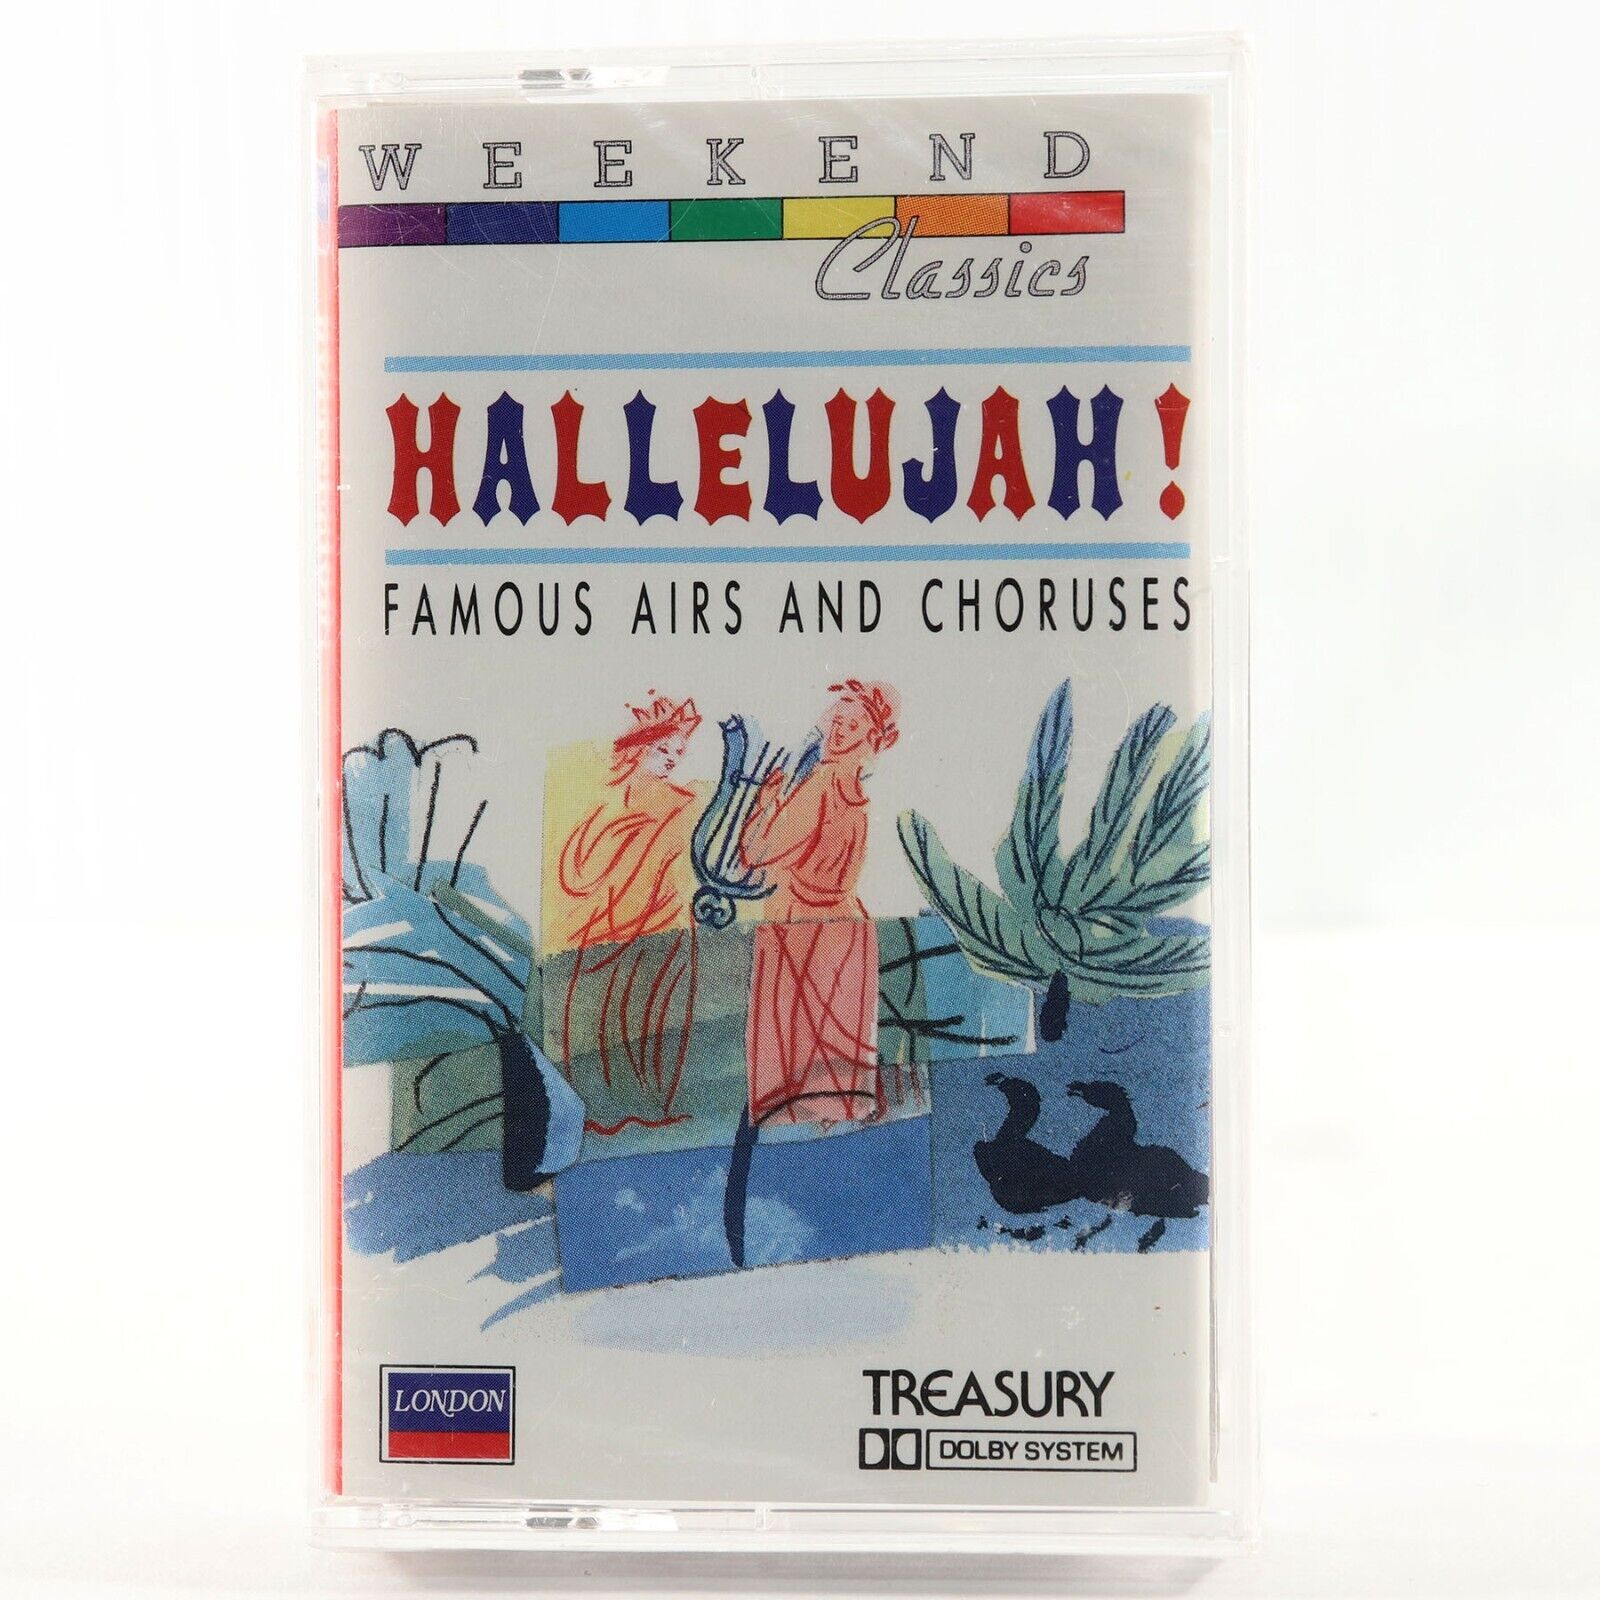 WEEKEND
Classics
HALLELUJAH!
FAMOUS AIRS AND CHORUSES
LONDON
TREASURY
DOLBY SYSTEM